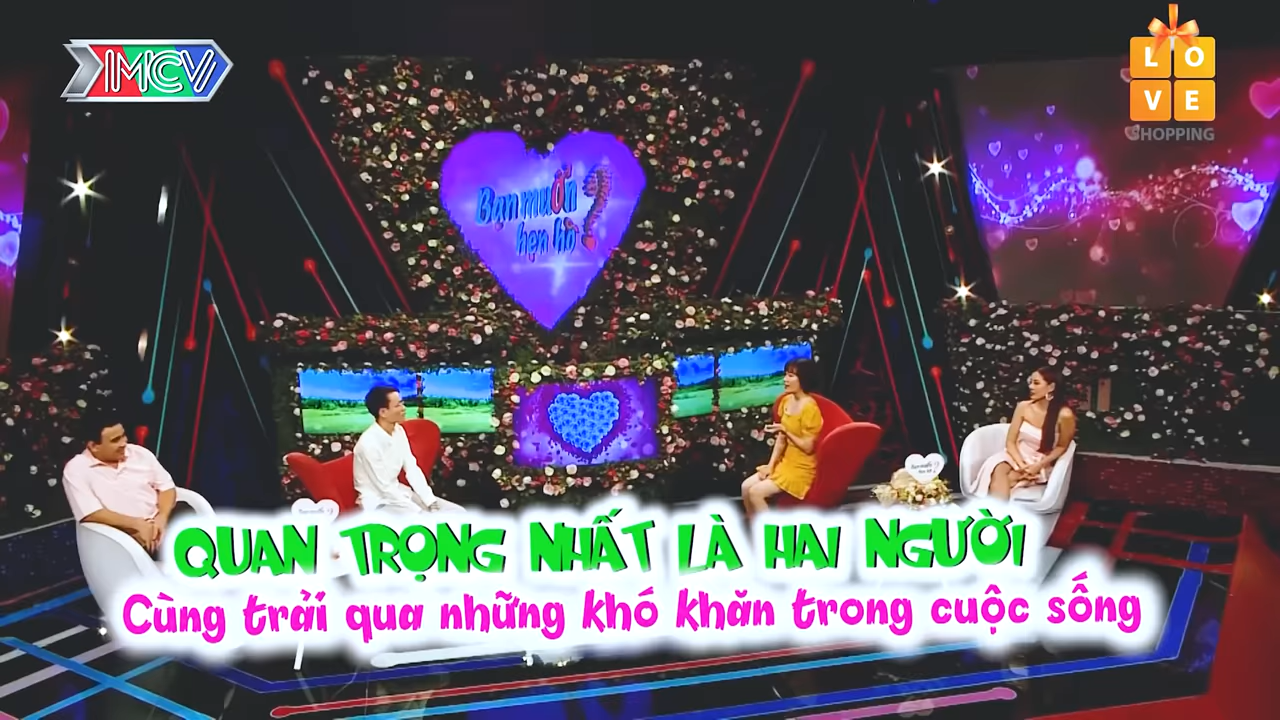 MCV
LOVE
SHOPPING
Bạn muốn
hẹn hò?
QUAN TRỌNG NHẤT LÀ HAI NGƯỜI
Cùng trải qua những khó khăn trong cuộc sống